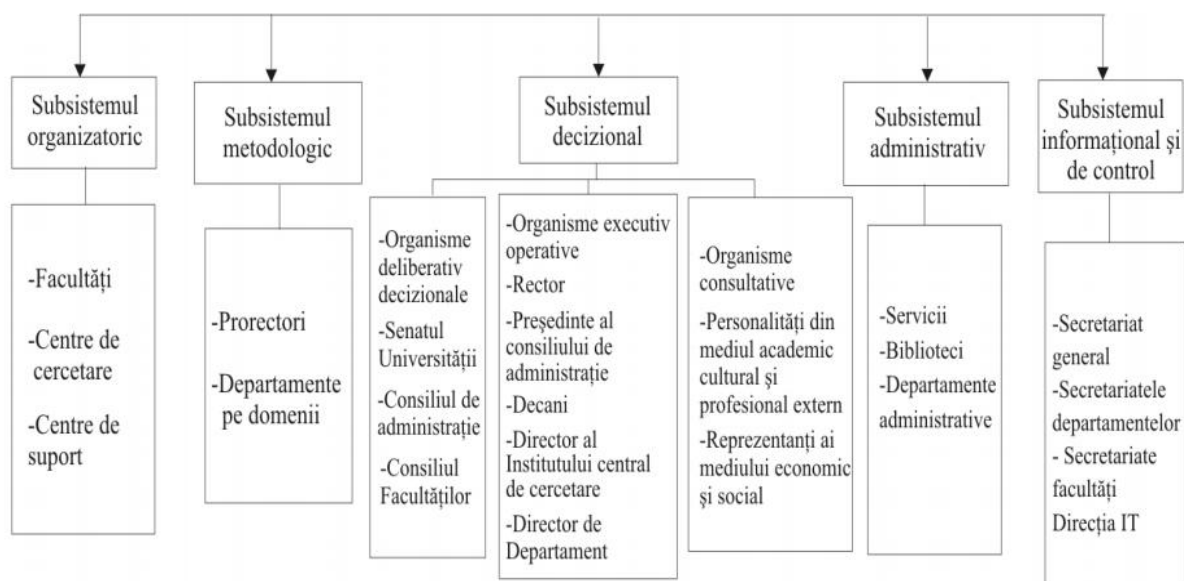 Subsistemul
organizatoric
Subsistemul
metodologic
Subsistemul
decizional
Subsistemul
administrativ
Subsistemul
informațional şi
de control
-Facultăți
-Centre de
cercetare
-Centre de
suport
-Prorectori
-Departamente
pe domenii
-Organisme
deliberativ
decizionale
-Senatul
Universității
-Consiliul de
administrație
-Consiliul
Facultăților
-Organisme executiv
operative
-Rector
-Preşedinte al
consiliului de
administrație
-Decani
-Director al
Institutului central
de cercetare
-Director de
Departament
-Organisme
consultative
-Personalități din
mediul academic
cultural şi
profesional extern
-Reprezentanți ai
mediului economic
şi social
-Servicii
-Biblioteci
-Departamente
administrative
-Secretariat
general
-Secretariatele
departamentelor
- Secretariate
facultăți
Direcția IT